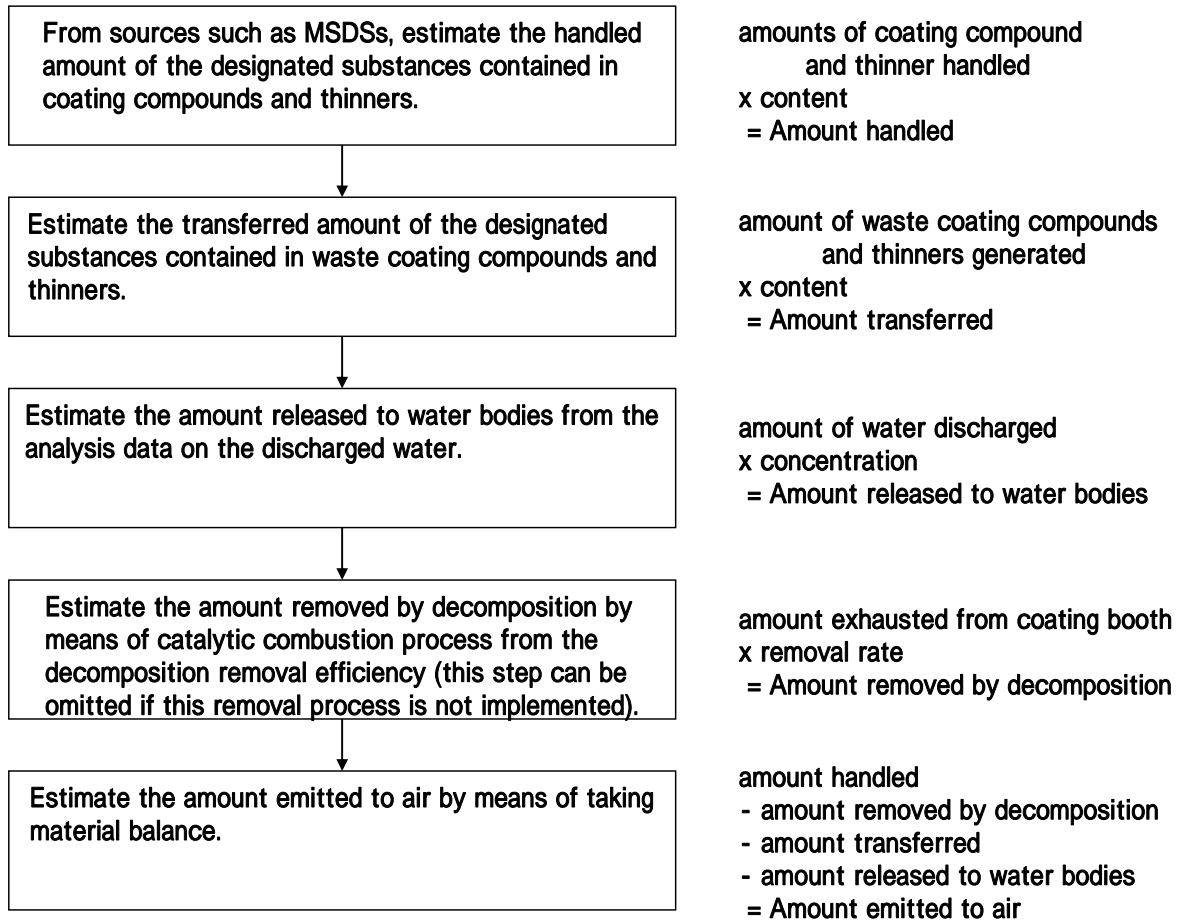 From sources such as MSDSs, estimate the handled
amount of the designated substances contained in
coating compounds and thinners.
amounts of coating compound
and thinner handled
x content
= Amount handled
Estimate the transferred amount of the designated
substances contained in waste coating compounds and
thinners.
amount of waste coating compounds
and thinners generated
x content
= Amount transferred
Estimate the amount released to water bodies from the
analysis data on the discharged water.
amount of water discharged
x concentration
= Amount released to water bodies
Estimate the amount removed by decomposition by
means of catalytic combustion process from the
decomposition removal efficiency (this step can be
omitted if this removal process is not implemented).
amount exhausted from coating booth
x removal rate
= Amount removed by decomposition
Estimate the amount emitted to air by means of taking
material balance.
amount handled
- amount removed by decomposition
- amount transferred
- amount released to water bodies
= Amount emitted to air